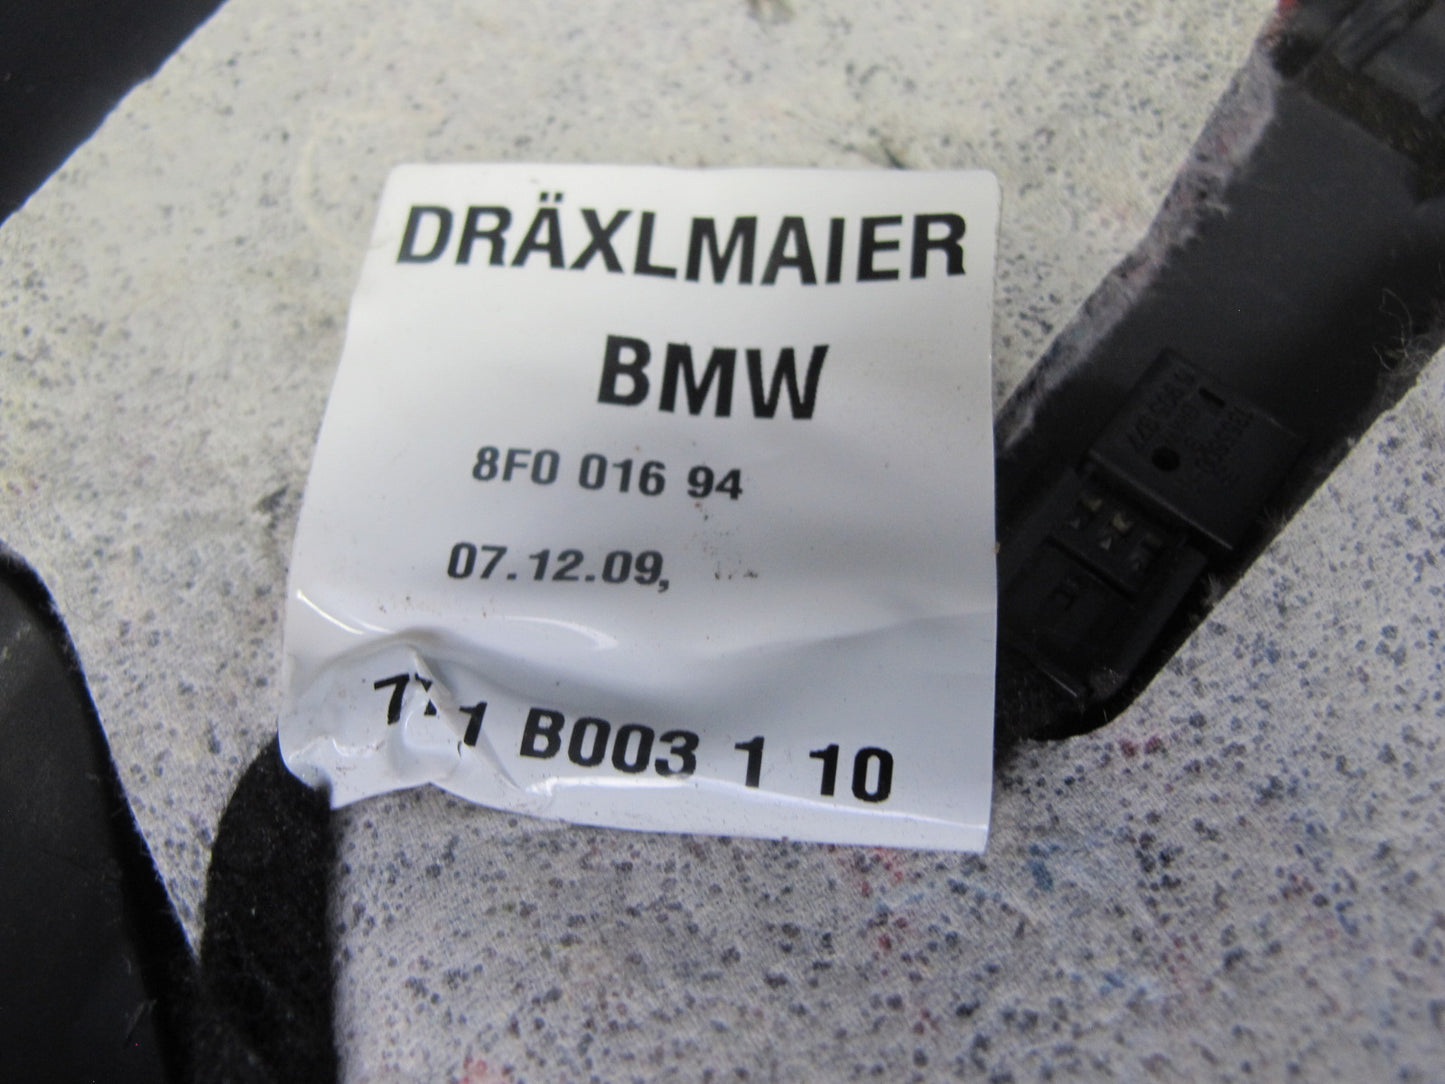 DRÄXLMAIER
BMW
8F0 016 94
07.12.09,
B003 1 10